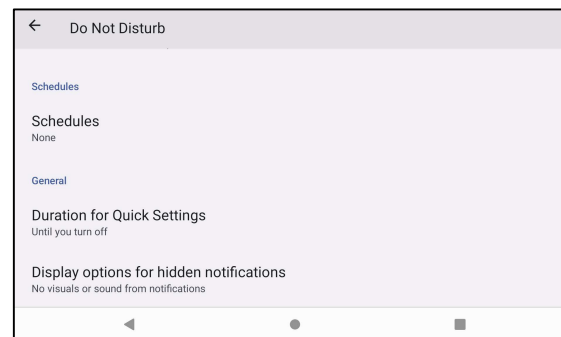 Do Not Disturb
Schedules
Schedules
None
General
Duration for Quick Settings
Until you turn off
Display options for hidden notifications
No visuals or sound from notifications